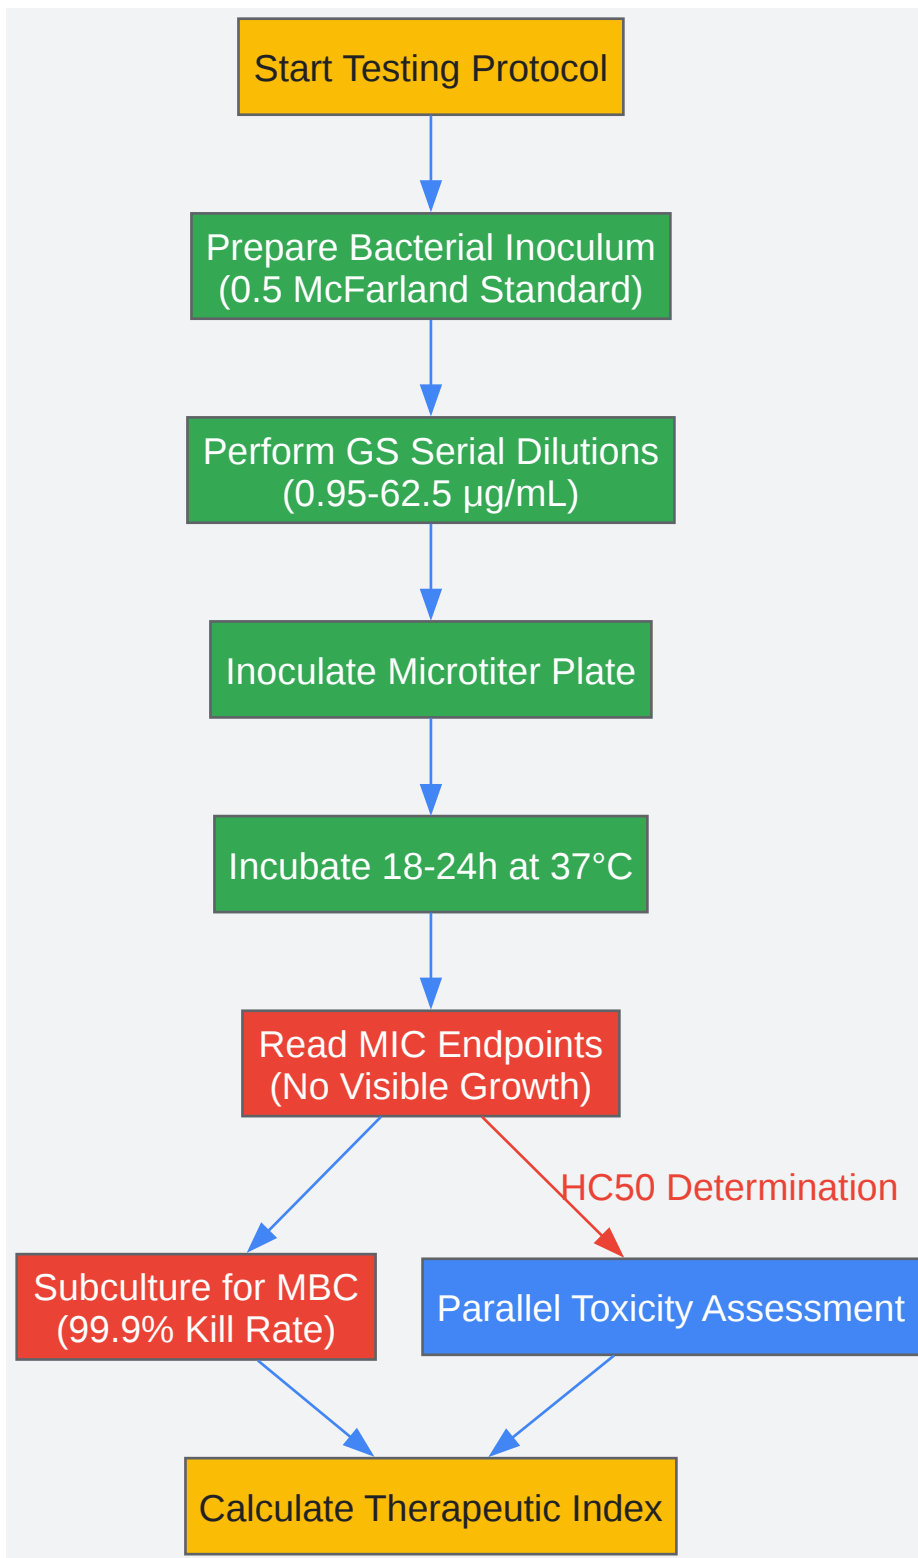 Start Testing Protocol
Prepare Bacterial Inoculum
(0.5 McFarland Standard)
Perform GS Serial Dilutions
(0.95-62.5 μg/mL)
Inoculate Microtiter Plate
Incubate 18-24h at 37°C
Read MIC Endpoints
(No Visible Growth)
HC50 Determination
Subculture for MBC
(99.9% Kill Rate)
Parallel Toxicity Assessment
Calculate Therapeutic Index